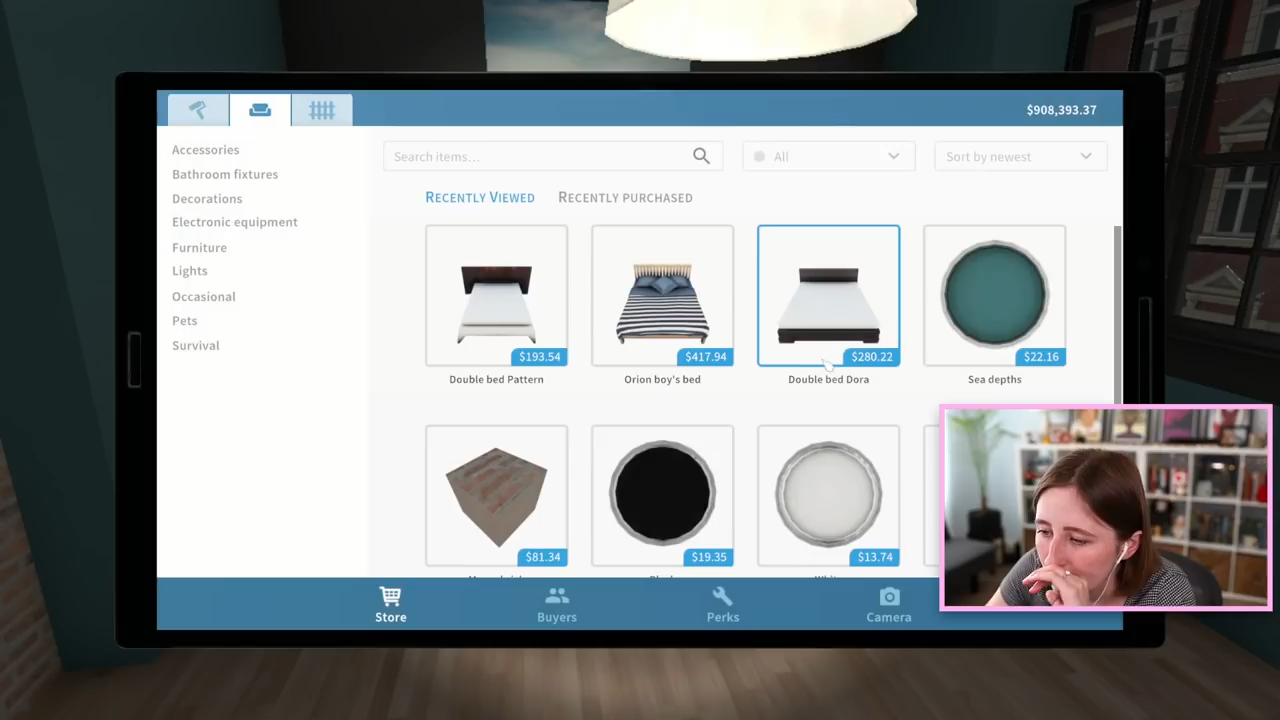 $908,393.37
Accessories
Bathroom fixtures
Decorations
Electronic equipment
Furniture
Lights
Occasional
Pets
Survival
Search items...
All
Sort by newest
Recently Viewed
Recently purchased
$193.54
$417.94
$280.22
$22.16
Double bed Pattern
Orion boy's bed
Double bed Dora
Sea depths
$81.34
$19.35
$13.74
Store
Buyers
Perks
Camera